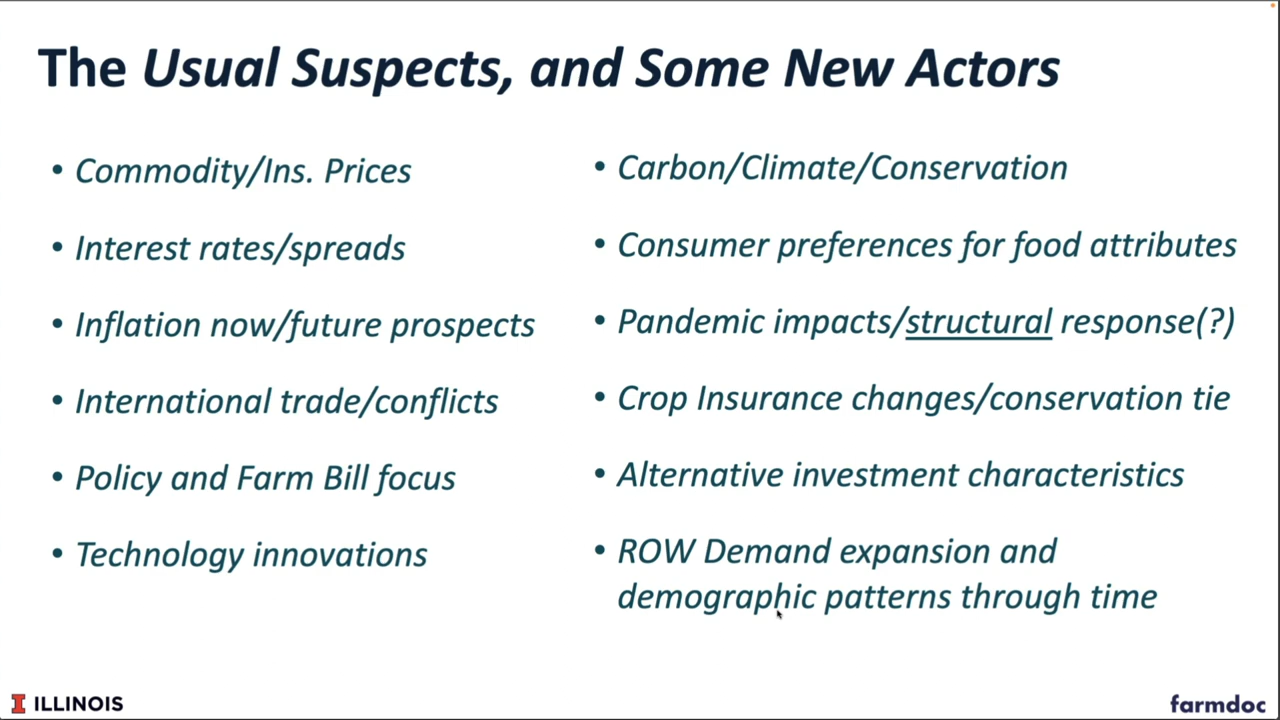 The Usual Suspects, and Some New Actors
• Commodity/Ins. Prices
• Interest rates/spreads
• Inflation now/future prospects
• International trade/conflicts
• Policy and Farm Bill focus
• Technology innovations
• Carbon/Climate/Conservation
• Consumer preferences for food attributes
• Pandemic impacts/structural response(?)
• Crop Insurance changes/conservation tie
• Alternative investment characteristics
• ROW Demand expansion and
demographic patterns through time
I ILLINOIS
farmdoc